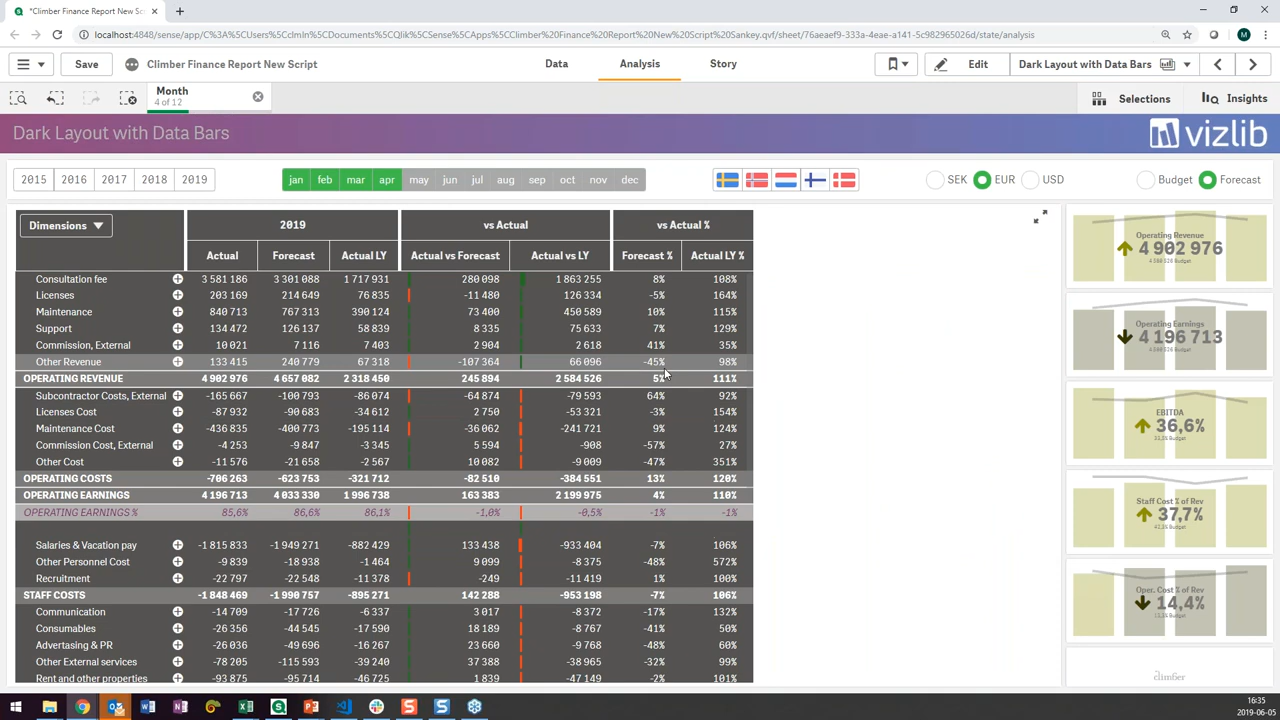 *Climber Finance Report New Scr
localhost:4848/sense/app/C%3A%5CUsers%5Cclmln%5CDocuments%5CQlik%5CSense%5CApps%5CClimber%20Finance%20Report%20New%20Script%20Sankey.qvf/sheet/76aeaef9-333a-4eae-a141-5c982965026d/state/analysis
M
Save Climber Finance Report New Script Data Analysis Story Edit Dark Layout with Data Bars
Month
4 of 12
Selections Insights
Dark Layout with Data Bars vizlib
2015 2016 2017 2018 2019 jan feb mar apr may jun jul aug sep oct nov dec SEK EUR USD Budget Forecast
Dimensions 2019 vs Actual vs Actual %
Actual Forecast Actual LY Actual vs Forecast Actual vs LY Forecast % Actual LY %
Consultation fee 3 581 186 3 301 088 1 717 931 280 098 1 863 255 8% 108%
Licenses 203 169 214 649 76 835 -11 480 126 334 -5% 164%
Maintenance 840 713 767 313 390 124 73 400 450 589 10% 115%
Support 134 472 126 137 58 839 8 335 75 633 7% 129%
Commission, External 10 021 7 116 7 403 2 904 2 618 41% 35%
Other Revenue 133 415 240 779 67 318 -107 364 66 096 -45% 98%
OPERATING REVENUE 4 902 976 4 657 082 2 318 450 245 894 2 584 526 5% 111%
Subcontractor Costs, External -165 667 -100 793 -86 074 -64 874 -79 593 64% 92%
Licenses Cost -87 932 -90 683 -34 612 2 750 -53 321 -3% 154%
Maintenance Cost -436 835 -400 773 -195 114 -36 062 -241 721 9% 124%
Commission Cost, External -4 253 -9 847 -3 345 5 594 -908 -57% 27%
Other Cost -11 576 -21 658 -2 567 10 082 -9 009 -47% 351%
OPERATING COSTS -706 263 -623 753 -321 712 -82 510 -384 551 13% 120%
OPERATING EARNINGS 4 196 713 4 033 330 1 996 738 163 383 2 199 975 4% 110%
OPERATING EARNINGS % 85,6% 86,6% 86,1% -1,0% -0,5% -1% -1%
Salaries & Vacation pay -1 815 833 -1 949 271 -882 429 133 438 -933 404 -7% 106%
Other Personnel Cost -9 839 -18 938 -1 464 9 099 -8 375 -48% 572%
Recruitment -22 797 -22 548 -11 378 -249 -11 419 1% 100%
STAFF COSTS -1 848 469 -1 990 757 -895 271 142 288 -953 198 -7% 106%
Communication -14 709 -17 726 -6 337 3 017 -8 372 -17% 132%
Consumables -26 356 -44 545 -17 590 18 189 -8 767 -41% 50%
Advertasing & PR -26 036 -49 696 -16 267 23 660 -9 768 -48% 60%
Other External services -78 205 -115 593 -39 240 37 388 -38 965 -32% 99%
Rent and other properties -93 875 -95 714 -46 725 1 839 -47 149 -2% 101%
Operating Revenue
4 902 976
Operating Earnings
4 196 713
EBITDA
36,6%
Staff Cost % of Rev
37,7%
Oper. Cost % of Rev
14,4%
climber
16:35
2019-06-05